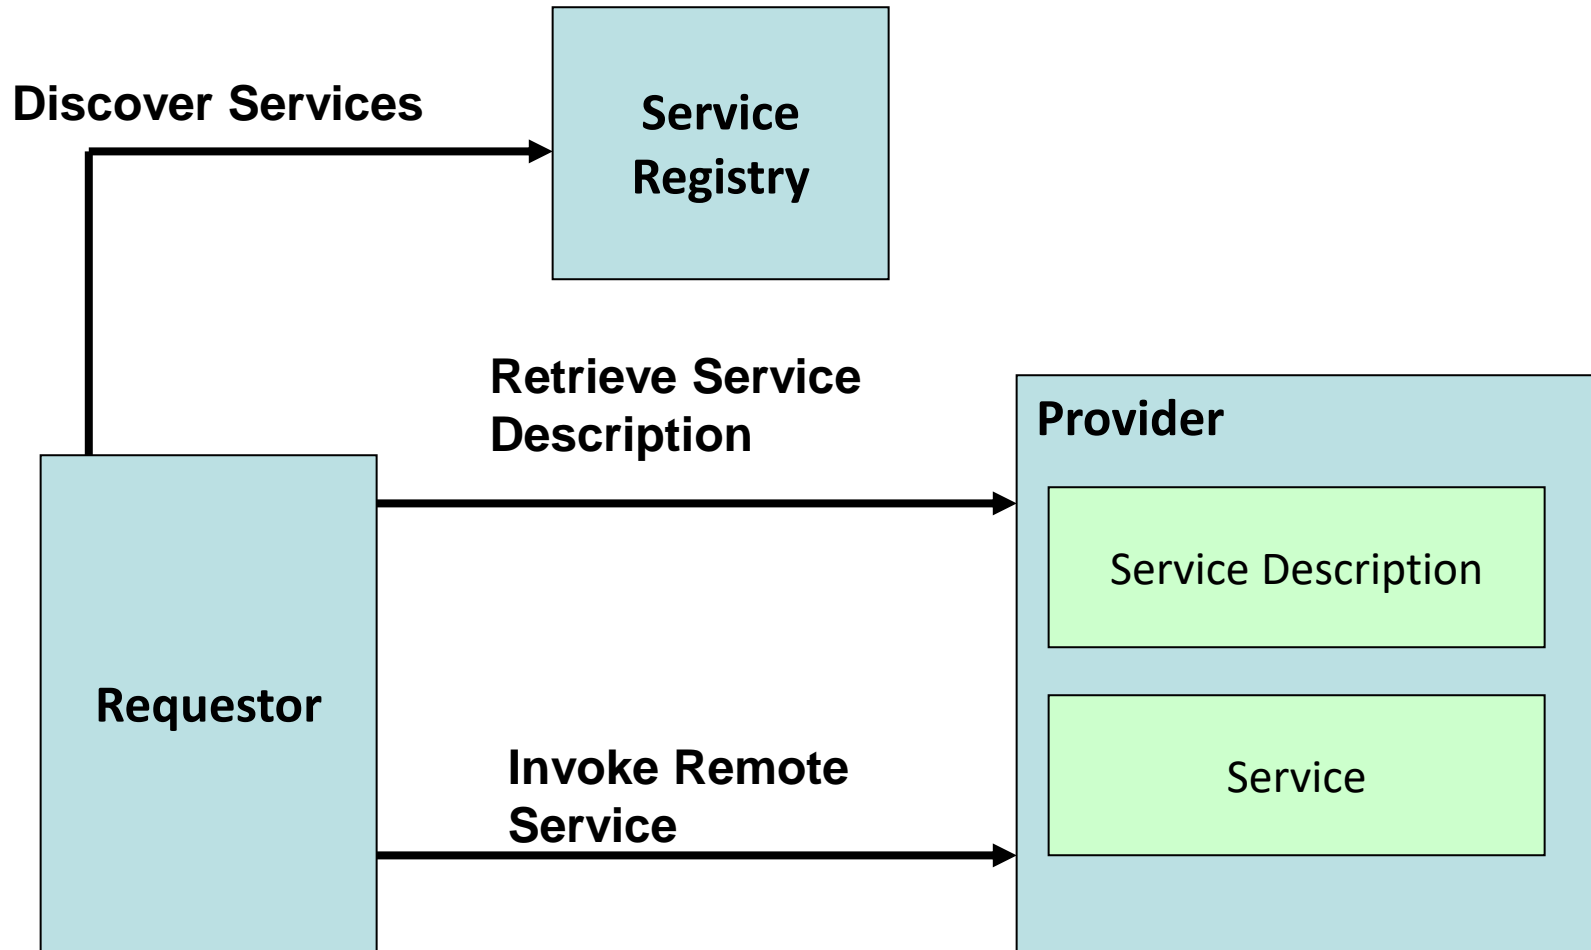 Discover Services
Service
Registry
Retrieve Service
Description
Provider
Service Description
Requestor
Invoke Remote
Service
Service